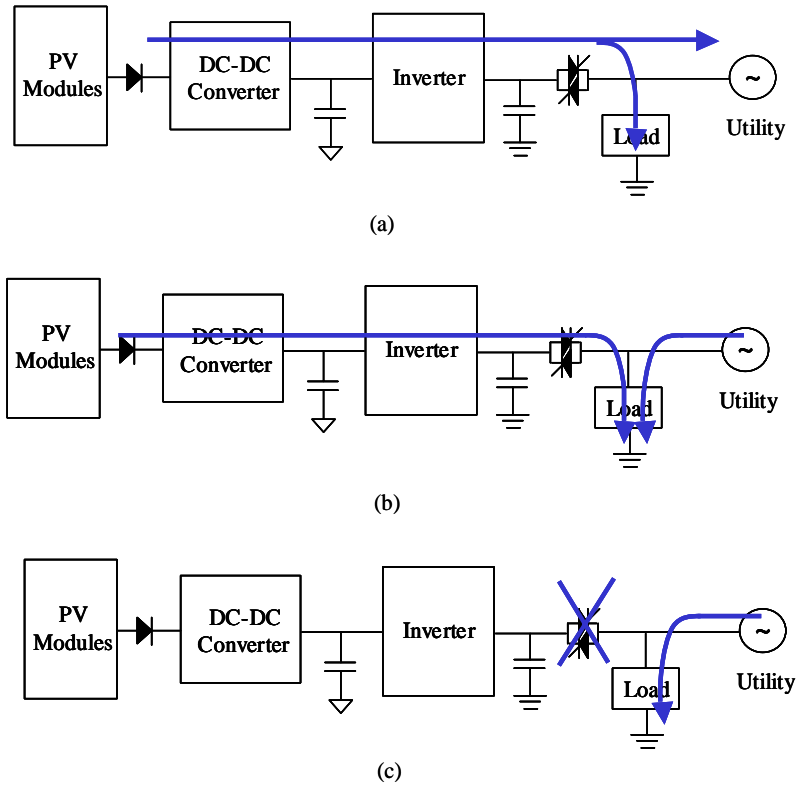 PV
Modules
DC-DC
Converter
Inverter
~
Load
Utility
(a)
PV
Modules
DC-DC
Converter
Inverter
~
Load
Utility
(b)
PV
Modules
DC-DC
Converter
Inverter
~
Load
Utility
(c)